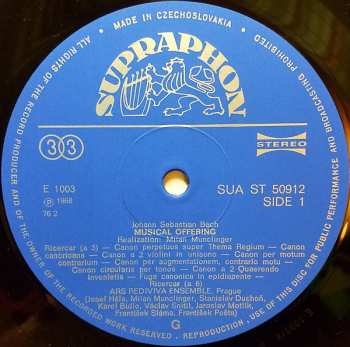 MADE IN CZECHOSLOVAKIA
ALL RIGHTS OF THE RECORD PRODUCER AND OF THE OWNER OF THE RECORDED WORK RESERVED. REPRODUCTION, USE OF THIS DISC FOR PUBLIC PERFORMANCE AND BROADCASTING PROHIBITED
SUPRAPHON
33
STEREO
E 1003
℗ 1968
76 2
SUA ST 50912
SIDE 1
Johann Sebastian Bach
MUSICAL OFFERING
Realization: Milan Munclinger
Ricercar (a 3) — Canon perpetuus super Thema Regium — Canon
cancricans — Canon a 2 violini in unisono — Canon per motum
contrarium — Canon per augmentationem, contrario motu —
Canon circularis per tonos — Canon a 2 Quaerendo
invenietis — Fuga canonica in epidiapente —
Ricercar (a 6)
ARS REDIVIVA ENSEMBLE, Prague
(Josef Hála, Milan Munclinger, Stanislav Duchoň,
Karel Bidlo, Václav Snítil, Jaroslav Motlík,
František Sláma, František Pošta)
G